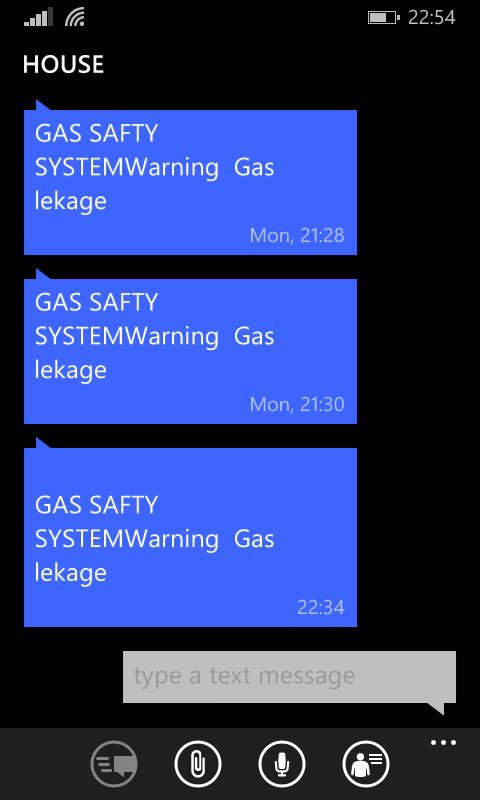 22:54
HOUSE
GAS SAFTY
SYSTEMWarning  Gas
lekage
Mon, 21:28
GAS SAFTY
SYSTEMWarning  Gas
lekage
Mon, 21:30
GAS SAFTY
SYSTEMWarning  Gas
lekage
22:34
type a text message